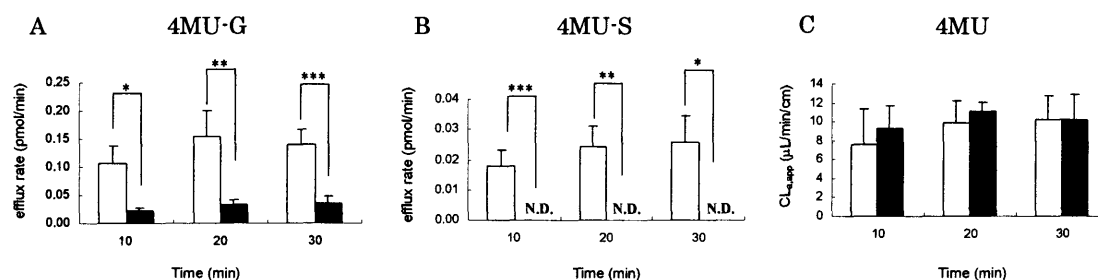 A 4MU-G
efflux rate (pmol/min)
0.25
0.20
0.15
0.10
0.05
0.00
*
**
***
10 20 30
Time (min)
B 4MU-S
efflux rate (pmol/min)
0.04
0.03
0.02
0.01
0.00
***
**
*
N.D. N.D. N.D.
10 20 30
Time (min)
C 4MU
CLa,app (μL/min/cm)
14
12
10
8
6
4
2
0
10 20 30
Time (min)